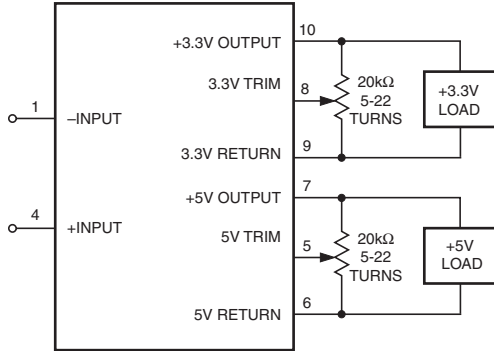 10
+3.3V OUTPUT
3.3V TRIM
8
20kΩ
5-22
TURNS
+3.3V
LOAD
1
–INPUT
3.3V RETURN
9
+5V OUTPUT
7
4
+INPUT
5V TRIM
5
20kΩ
5-22
TURNS
+5V
LOAD
5V RETURN
6